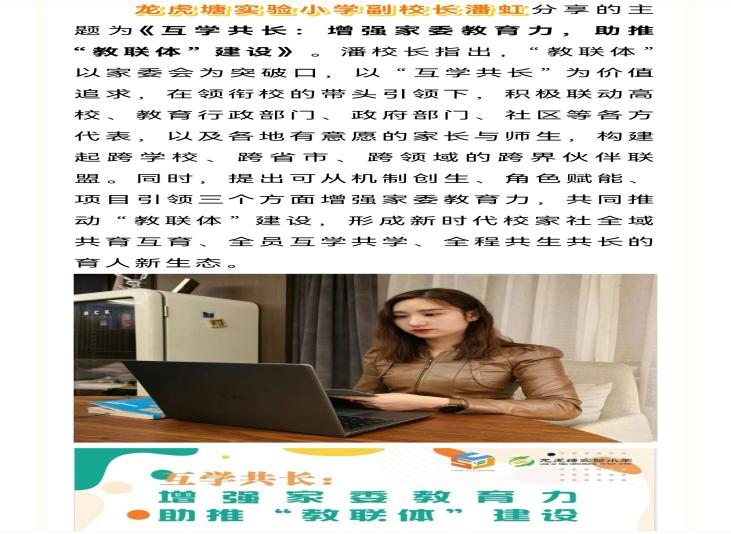 龙虎塘实验小学副校长潘虹分享的主
题为《互学共长：增强家委教育力，助推
“教联体”建设》。潘校长指出，“教联体”
以家委会为突破口，以“互学共长”为价值
追求，在领衔校的带头引领下，积极联动高
校、教育行政部门、政府部门、社区等各方
代表，以及各地有意愿的家长与师生，构建
起跨学校、跨省市、跨领域的跨界伙伴联
盟。同时，提出可从机制创生、角色赋能、
项目引领三个方面增强家委教育力，共同推
动“教联体”建设，形成新时代校家社全域
共育互育、全员互学共学、全程共生共长的
育人新生态。
龙虎塘实验小学
互学共长：
增强家委教育力
助推“教联体”建设